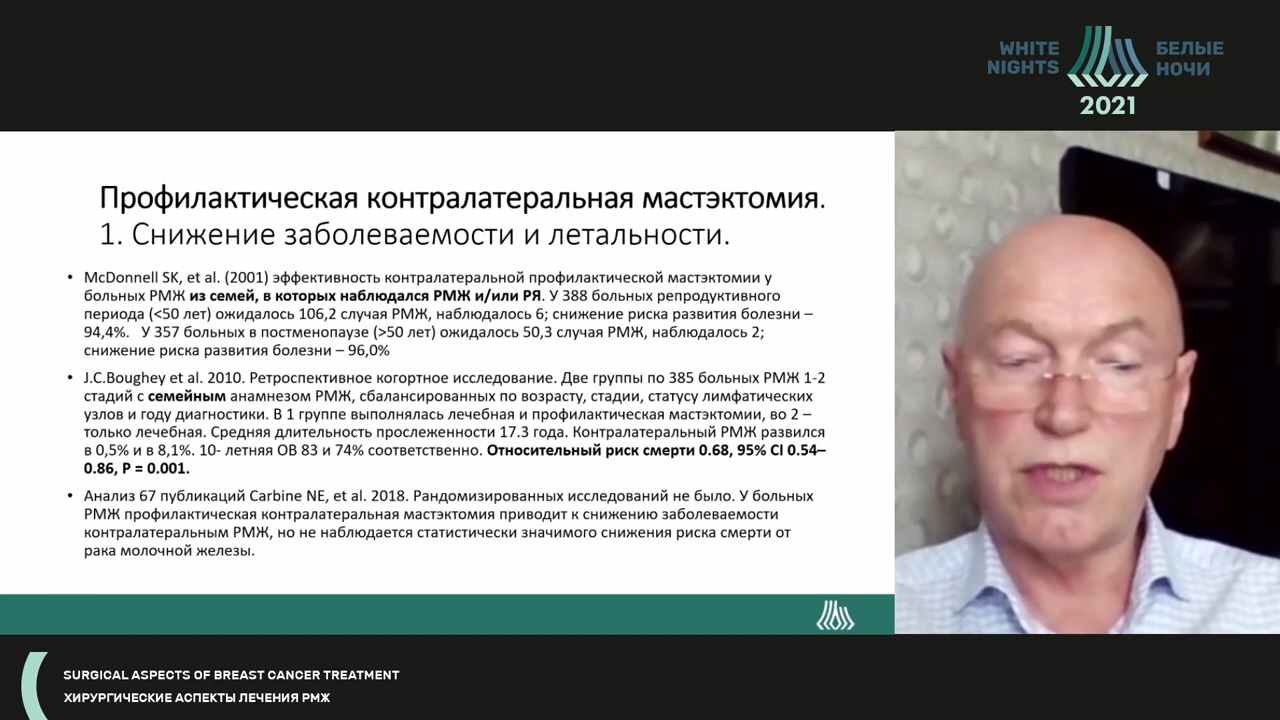 WHITE
NIGHTS
БЕЛЫЕ
НОЧИ
2021
Профилактическая контралатеральная мастэктомия.
1. Снижение заболеваемости и летальности.
• McDonnell SK, et al. (2001) эффективность контралатеральной профилактической мастэктомии у
больных РМЖ из семей, в которых наблюдался РМЖ и/или РЯ. У 388 больных репродуктивного
периода (<50 лет) ожидалось 106,2 случая РМЖ, наблюдалось 6; снижение риска развития болезни –
94,4%. У 357 больных в постменопаузе (>50 лет) ожидалось 50,3 случая РМЖ, наблюдалось 2;
снижение риска развития болезни – 96,0%
• J.C.Boughey et al. 2010. Ретроспективное когортное исследование. Две группы по 385 больных РМЖ 1-2
стадий с семейным анамнезом РМЖ, сбалансированных по возрасту, стадии, статусу лимфатических
узлов и году диагностики. В 1 группе выполнялась лечебная и профилактическая мастэктомии, во 2 –
только лечебная. Средняя длительность прослеженности 17.3 года. Контралатеральный РМЖ развился
в 0,5% и в 8,1%. 10- летняя ОВ 83 и 74% соответственно. Относительный риск смерти 0.68, 95% CI 0.54–
0.86, P = 0.001.
• Анализ 67 публикаций Carbine NE, et al. 2018. Рандомизированных исследований не было. У больных
РМЖ профилактическая контралатеральная мастэктомия приводит к снижению заболеваемости
контралатеральным РМЖ, но не наблюдается статистически значимого снижения риска смерти от
рака молочной железы.
SURGICAL ASPECTS OF BREAST CANCER TREATMENT
ХИРУРГИЧЕСКИЕ АСПЕКТЫ ЛЕЧЕНИЯ РМЖ